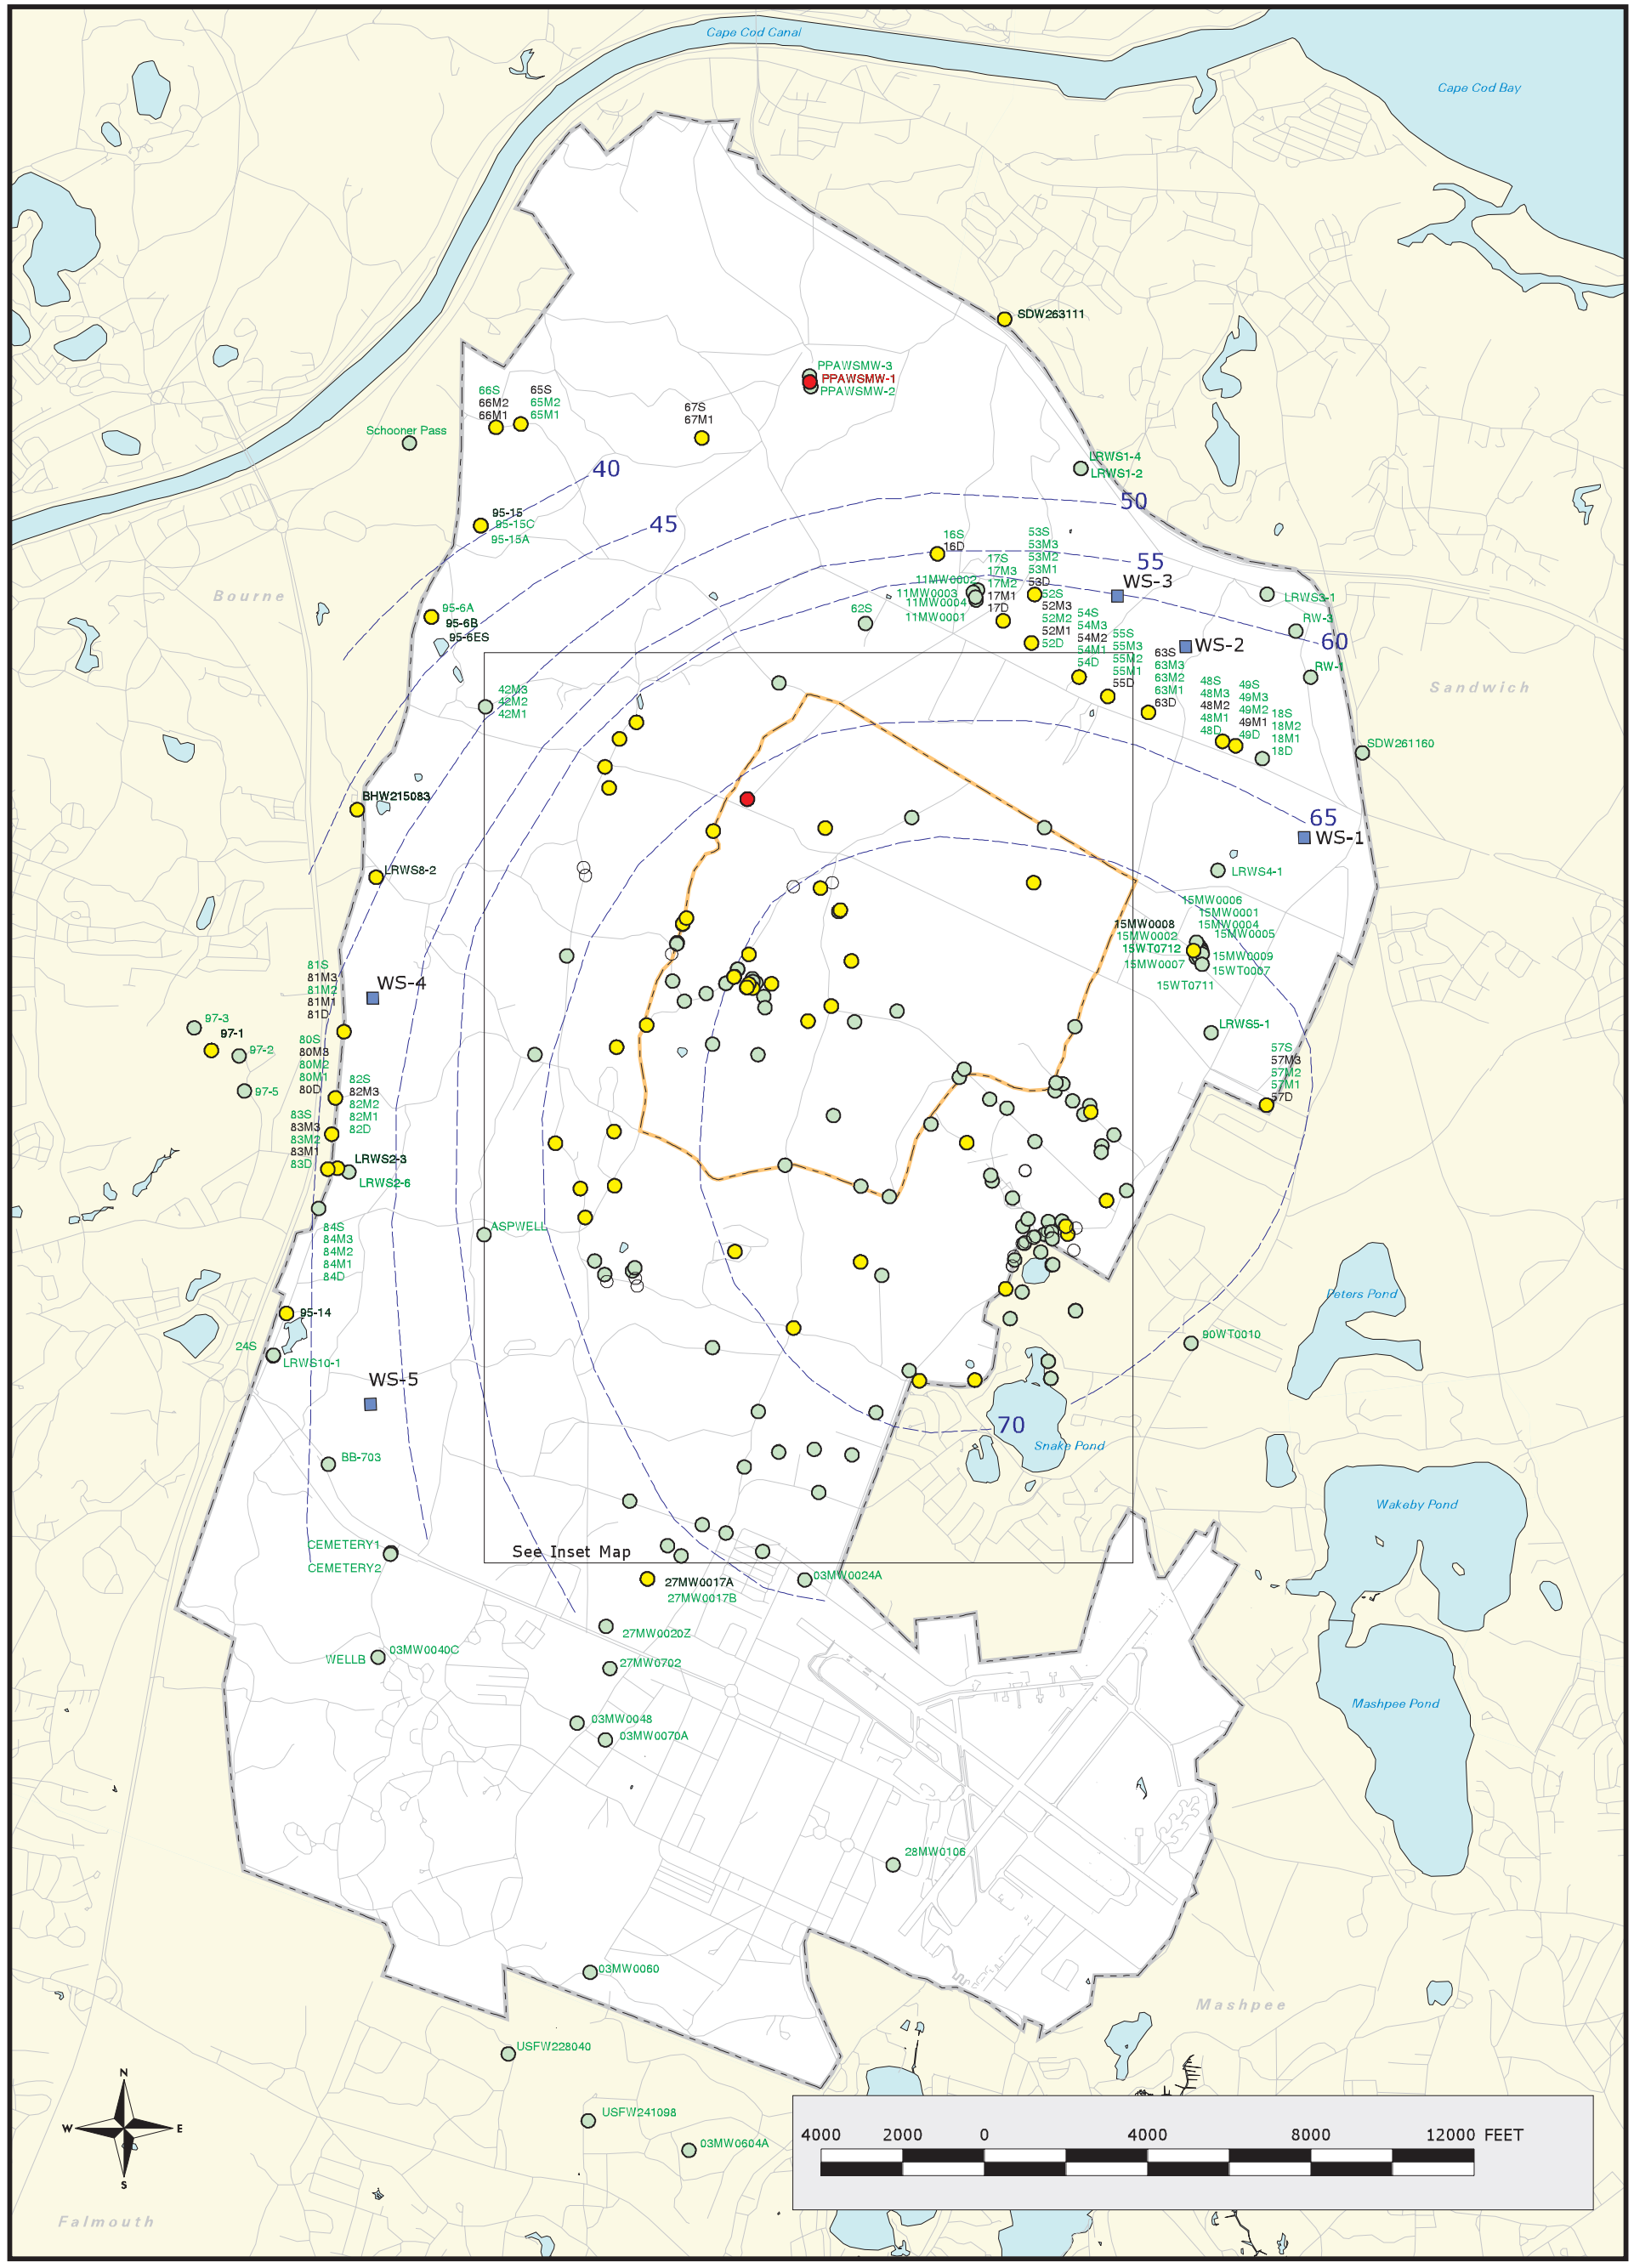 Cape Cod Canal
Cape Cod Bay
SDW263111
PPAWSMW-3
PPAWSMW-1
PPAWSMW-2
66S
66M2
66M1
65S
65M2
65M1
67S
67M1
Schooner Pass
LRWS1-4
LRWS1-2
40
45
50
55
60
65
70
95-15
95-15C
95-15A
16S
16D
17S
17M3
17M2
17M1
17D
53S
53M3
53M2
53M1
53D
11MW0002
11MW0003
11MW0004
11MW0001
WS-3
52S
52M3
52M2
52M1
52D
LRWS3-1
Bourne
95-6A
95-6B
95-6ES
62S
54S
54M3
54M2
54M1
54D
55S
55M3
55M2
55M1
55D
RW-3
WS-2
63S
63M3
63M2
63M1
63D
RW-1
48S
48M3
48M2
48M1
48D
49S
49M3
49M2
49M1
49D
18S
18M2
18M1
18D
Sandwich
42M3
42M2
42M1
SDW261160
BHW215083
WS-1
LRWS8-2
LRWS4-1
15MW0006
15MW0001
15MW0004
15MW0008
15MW0005
15MW0002
15WT0712
15MW0009
15MW0007
15WT0007
15WT0711
81S
81M3
81M2
81M1
81D
WS-4
97-3
97-1
97-2
97-5
LRWS5-1
80S
80M3
80M2
80M1
80D
57S
57M3
57M2
57M1
57D
82S
82M3
82M2
82M1
82D
83S
83M3
83M2
83M1
83D
LRWS2-3
LRWS2-6
84S
84M3
84M2
84M1
84D
ASPWELL
95-14
Peters Pond
24S
LRWS10-1
90WT0010
WS-5
Snake Pond
BB-703
Wakeby Pond
CEMETERY1
CEMETERY2
See Inset Map
27MW0017A
27MW0017B
03MW0024A
27MW0020Z
03MW0040C
WELLB
27MW0702
Mashpee Pond
03MW0048
03MW0070A
28MW0106
03MW0060
Mashpee
USFW228040
USFW241098
03MW0604A
N
W
E
S
Falmouth
4000 2000 0 4000 8000 12000 FEET